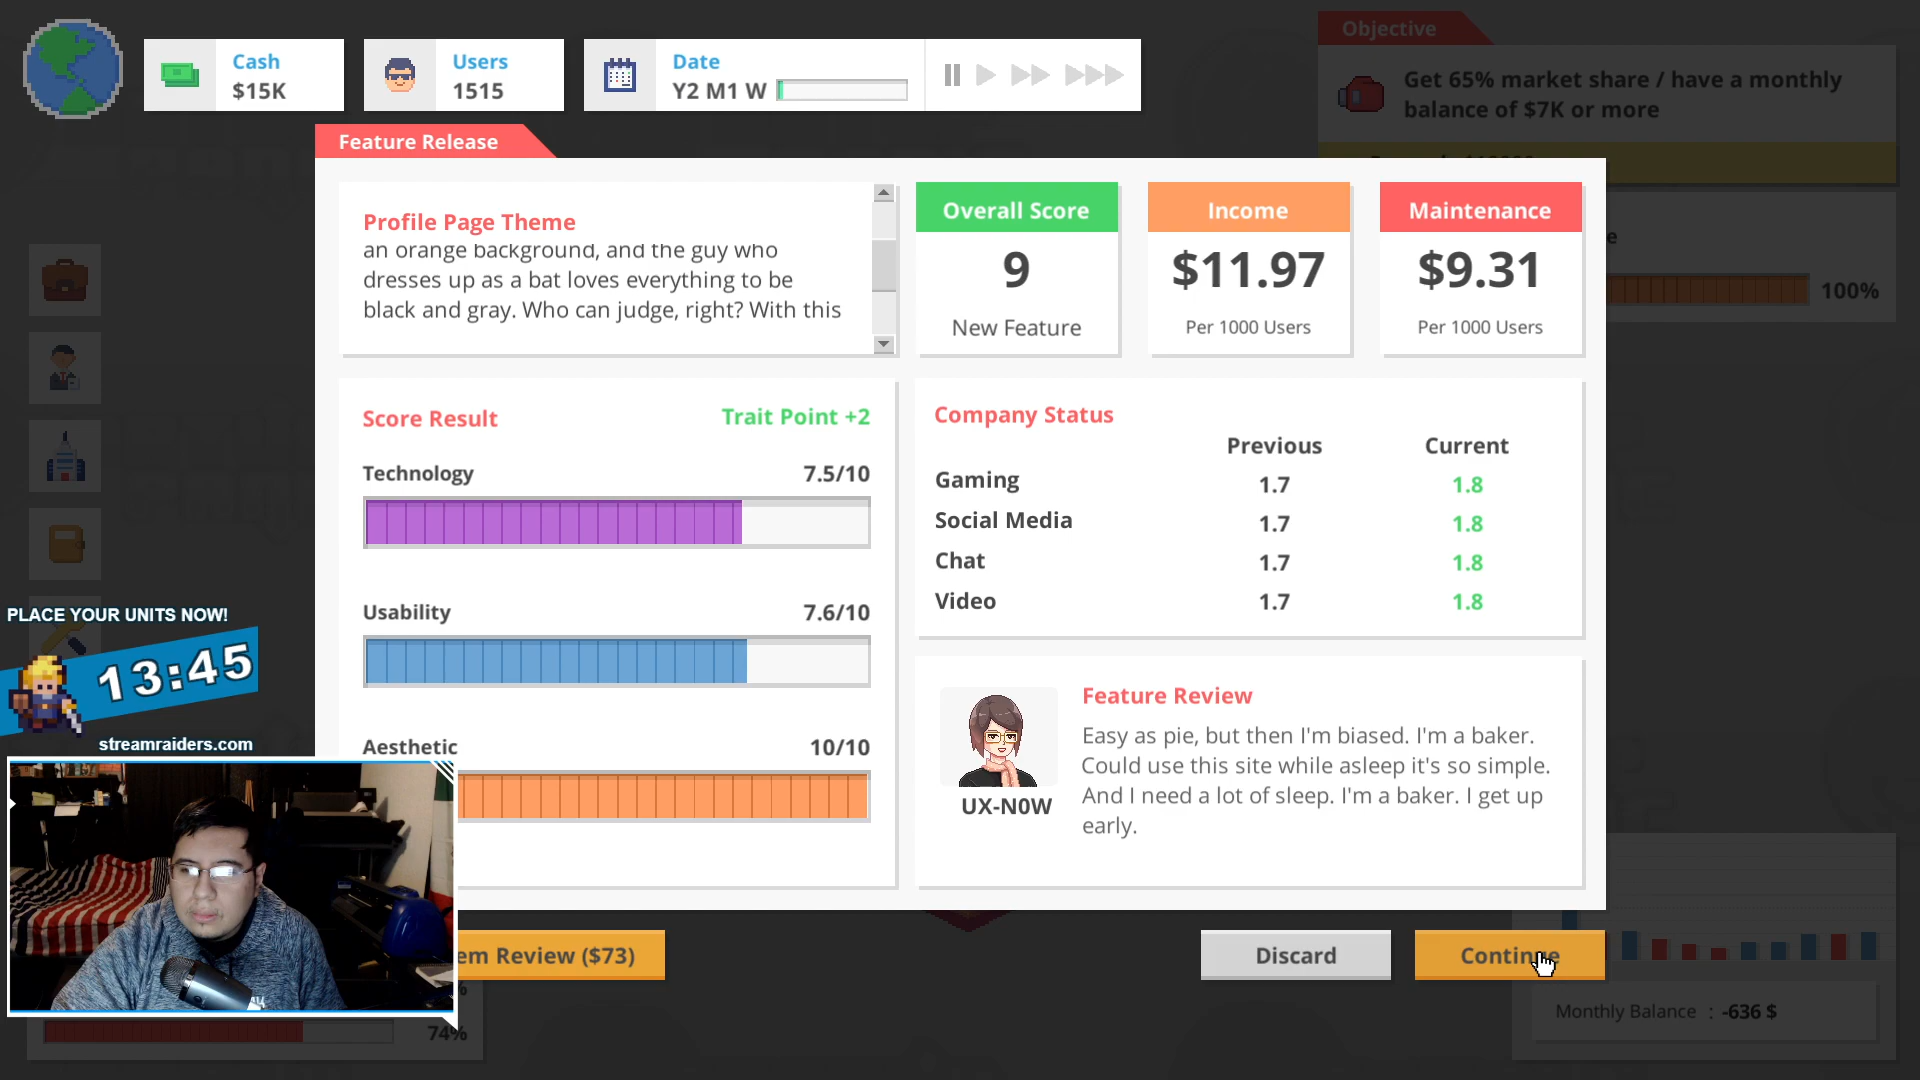 Objective
Cash
$15K
Users
1515
Date
Y2 M1 W
Get 65% market share / have a monthly
balance of $7K or more
Feature Release
Profile Page Theme
an orange background, and the guy who
dresses up as a bat loves everything to be
black and gray. Who can judge, right? With this
Overall Score
9
New Feature
Income
$11.97
Per 1000 Users
Maintenance
$9.31
Per 1000 Users
100%
Score Result
Trait Point +2
Technology
7.5/10
Usability
7.6/10
Aesthetic
10/10
Company Status
Previous
Current
Gaming
1.7
1.8
Social Media
1.7
1.8
Chat
1.7
1.8
Video
1.7
1.8
Feature Review
Easy as pie, but then I'm biased. I'm a baker.
Could use this site while asleep it's so simple.
And I need a lot of sleep. I'm a baker. I get up
early.
UX-N0W
PLACE YOUR UNITS NOW!
13:45
streamraiders.com
em Review ($73)
Discard
Continue
74%
Monthly Balance : -636 $